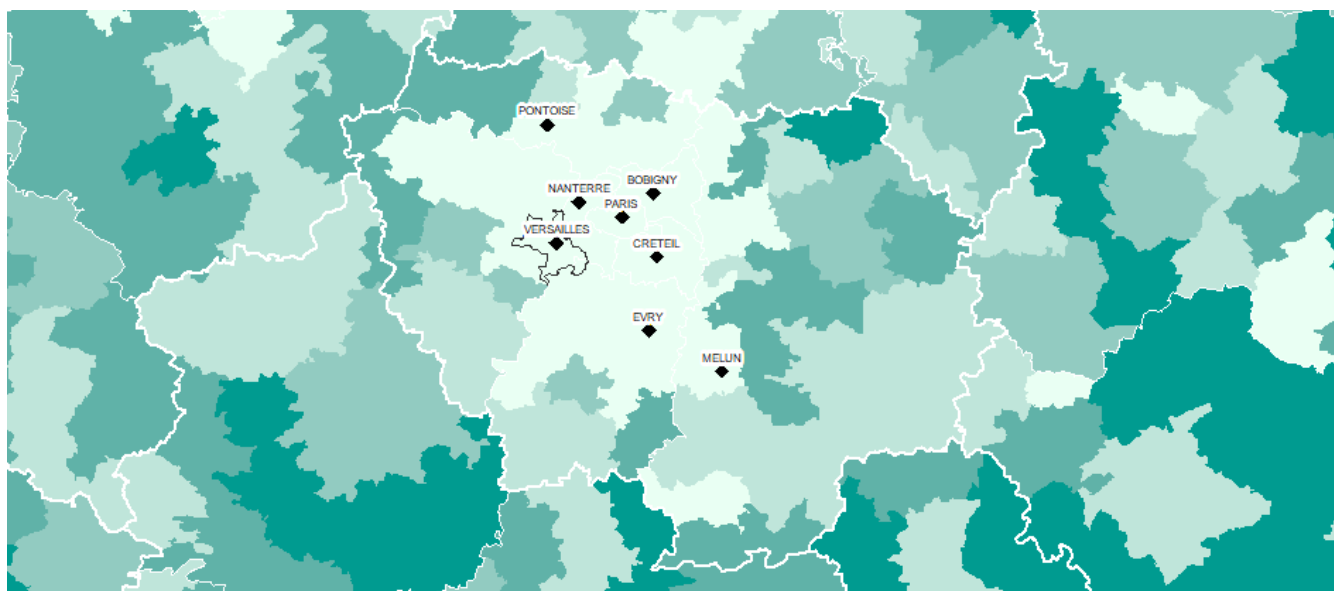 PONTOISE
BOBIGNY
NANTERRE
PARIS
VERSAILLES
CRETEIL
EVRY
MELUN